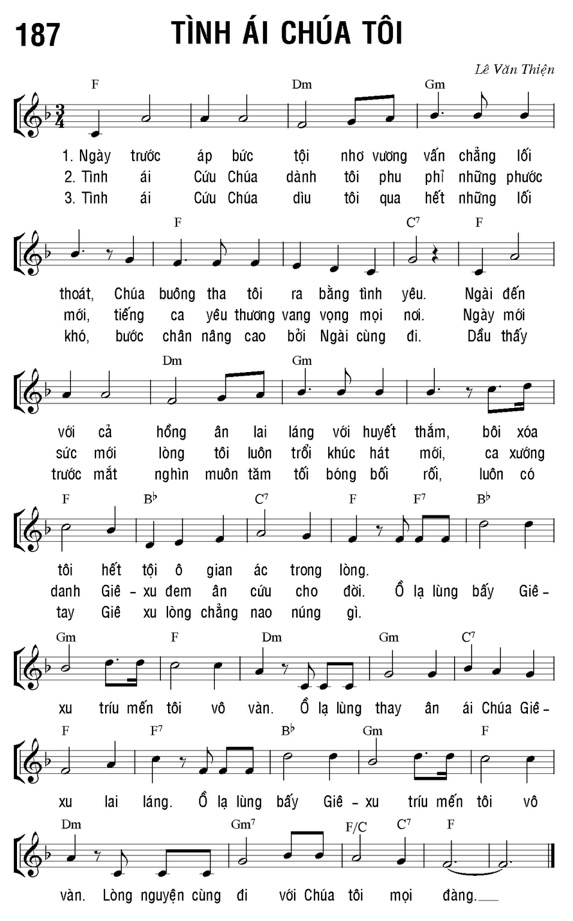 187
TÌNH ÁI CHÚA TÔI
Lê Văn Thiện
F Dm Gm
1. Ngày trước áp bức tội nhơ vương vấn chẳng lối
2. Tình ái Cứu Chúa dành tôi phu phỉ những phước
3. Tình ái Cứu Chúa dìu tôi qua hết những lối
F C7 F
thoát, Chúa buông tha tôi ra bằng tình yêu. Ngài đến
mới, tiếng ca yêu thương vang vọng mọi nơi. Ngày mới
khó, bước chân nâng cao bởi Ngài cùng đi. Dầu thấy
Dm Gm
với cả hồng ân lai láng với huyết thắm, bôi xóa
sức mới lòng tôi luôn trổi khúc hát mới, ca xướng
trước mắt nghìn muôn tăm tối bóng bối rối, luôn có
F Bb C7 F F7 Bb
tôi hết tội ô gian ác trong lòng.
danh Giê - xu đem ân cứu cho đời. Ồ lạ lùng bấy Giê-
tay Giê xu lòng chẳng nao núng gì.
Gm F Dm Gm C7
xu tríu mến tôi vô vàn. Ồ lạ lùng thay ân ái Chúa Giê-
F F7 Bb Gm F
xu lai láng. Ồ lạ lùng bấy Giê - xu tríu mến tôi vô
Dm Gm7 F/C C7 F
vàn. Lòng nguyện cùng đi với Chúa tôi mọi đàng.